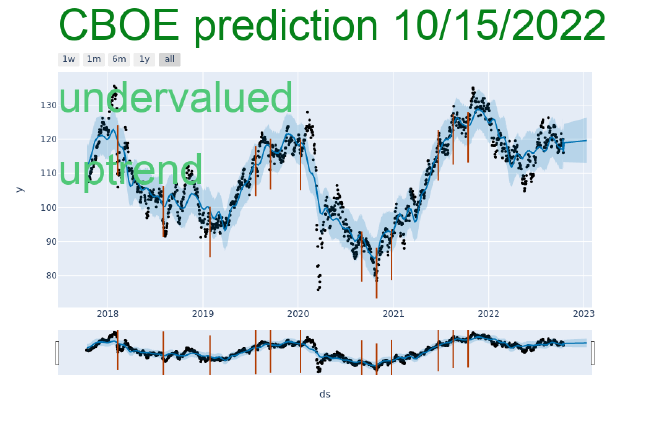 CBOE prediction 10/15/2022
1w 1m 6m 1y all
undervalued
uptrend
130
120
110
100
90
80
y
2018 2019 2020 2021 2022 2023
ds